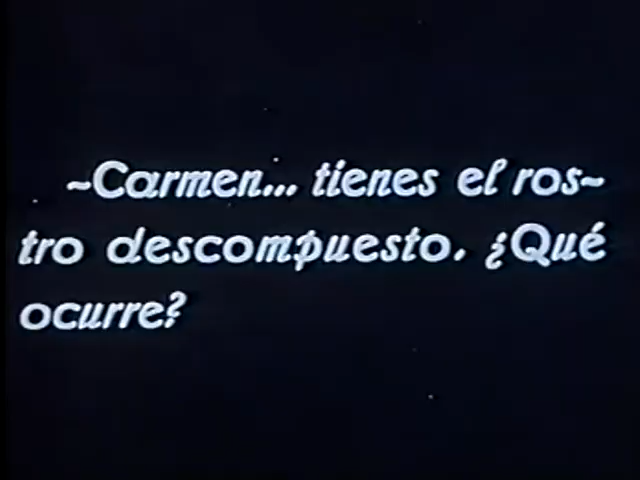 ~Carmen... tienes el ros~
tro descompuesto. ¿Qué
ocurre?